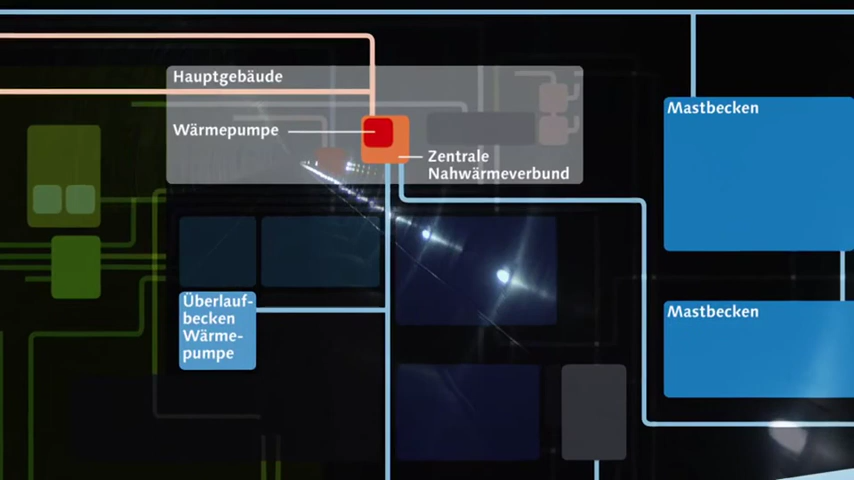 Hauptgebäude
Wärmepumpe
Zentrale
Nahwärmeverbund
Mastbecken
Überlauf-
becken
Wärme-
pumpe
Mastbecken